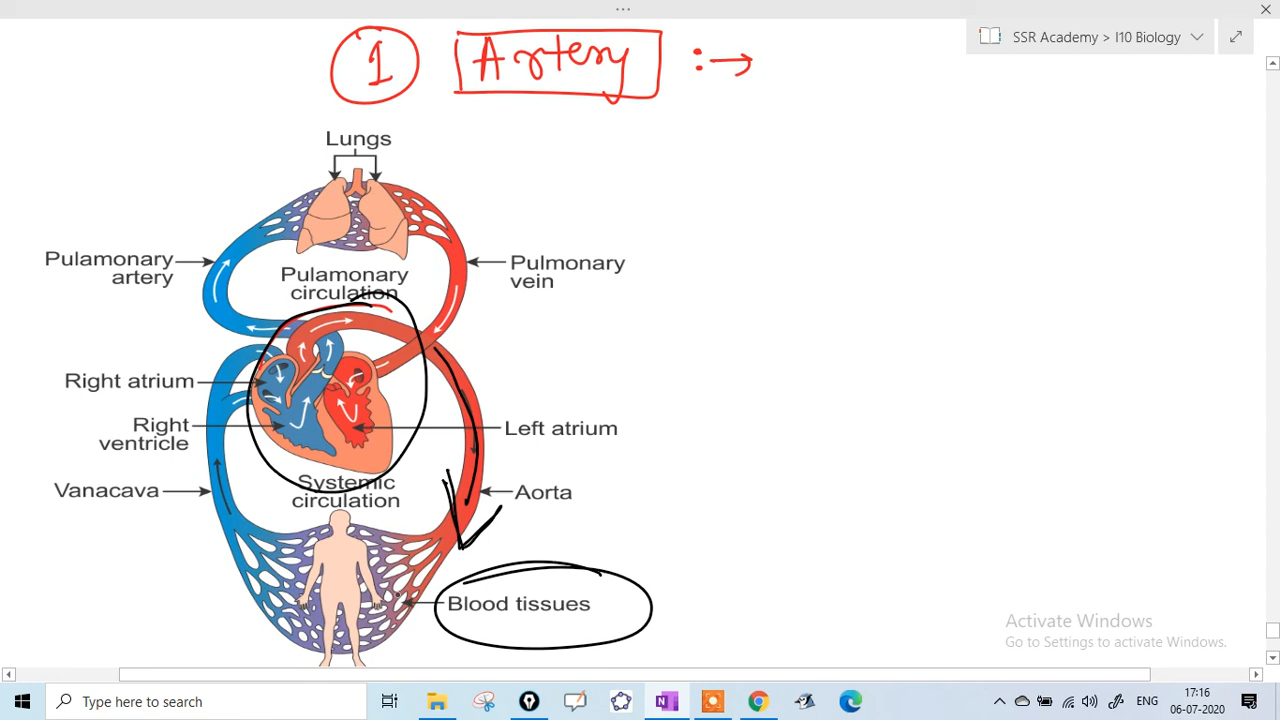 SSR Academy > I10 Biology
1 Artery :→
Lungs
Pulamonary
artery
Pulamonary
circulation
Pulmonary
vein
Right atrium
Right
ventricle
Left atrium
Vanacava
Systemic
circulation
Aorta
Blood tissues
Activate Windows
Go to Settings to activate Windows.
Type here to search
ENG
17:16
06-07-2020